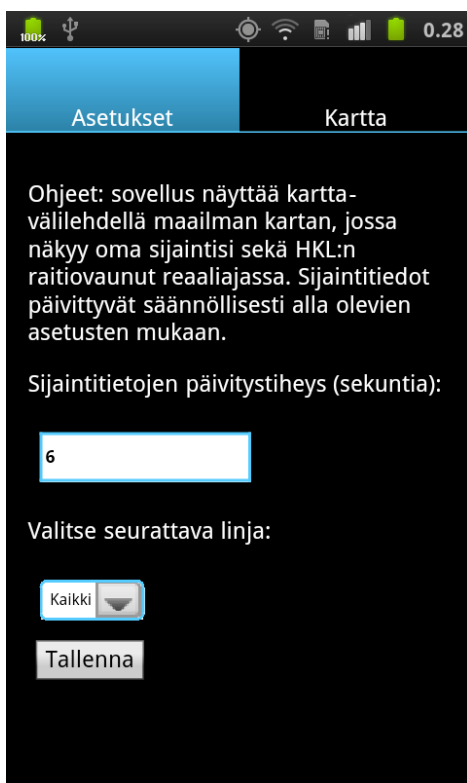 100%
0.28
Asetukset
Kartta
Ohjeet: sovellus näyttää kartta-
välilehdellä maailman kartan, jossa
näkyy oma sijaintisi sekä HKL:n
raitiovaunut reaaliajassa. Sijaintitiedot
päivittyvät säännöllisesti alla olevien
asetusten mukaan.
Sijaintitietojen päivitystiheys (sekuntia):
6
Valitse seurattava linja:
Kaikki
Tallenna